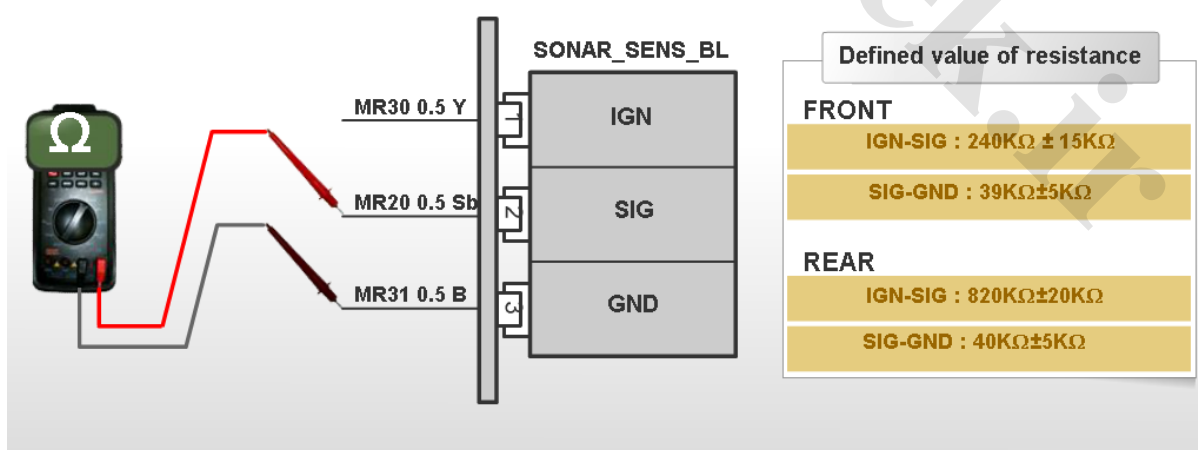 SONAR_SENS_BL
MR30 0.5 Y
1
IGN
MR20 0.5 Sb
2
SIG
MR31 0.5 B
3
GND
Ω
Defined value of resistance
FRONT
IGN-SIG : 240KΩ ± 15KΩ
SIG-GND : 39KΩ±5KΩ
REAR
IGN-SIG : 820KΩ±20KΩ
SIG-GND : 40KΩ±5KΩ